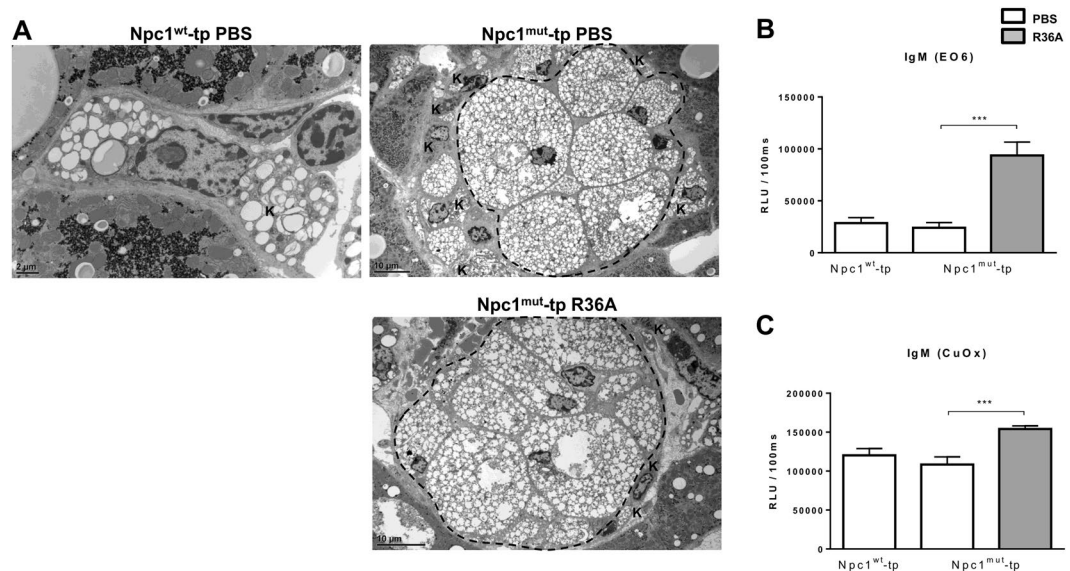 A
Npc1wt-tp PBS
K
2 µm
Npc1mut-tp PBS
K
K
K
K
K
K
K
10 µm
Npc1mut-tp R36A
K
K
K
10 µm
PBS
R36A
B
IgM (EO6)
***
150000
100000
50000
0
RLU / 100ms
Npc1wt-tp
Npc1mut-tp
C
IgM (CuOx)
***
200000
150000
100000
50000
0
RLU / 100ms
Npc1wt-tp
Npc1mut-tp